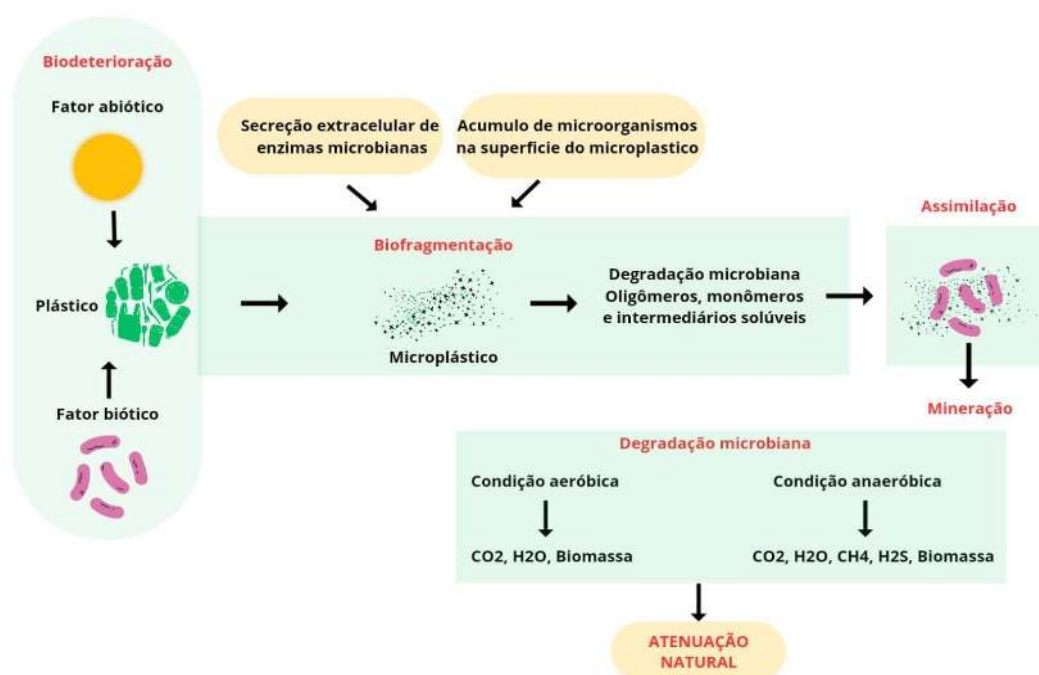 Biodeterioração
Fator abiótico
Plástico
Fator biótico
Secreção extracelular de
enzimas microbianas
Acumulo de microorganismos
na superficie do microplastico
Biofragmentação
Microplástico
Degradação microbiana
Oligômeros, monômeros
e intermediários solúveis
Assimilação
Mineração
Degradação microbiana
Condição aeróbica
CO2, H2O, Biomassa
Condição anaeróbica
CO2, H2O, CH4, H2S, Biomassa
ATENUAÇÃO
NATURAL